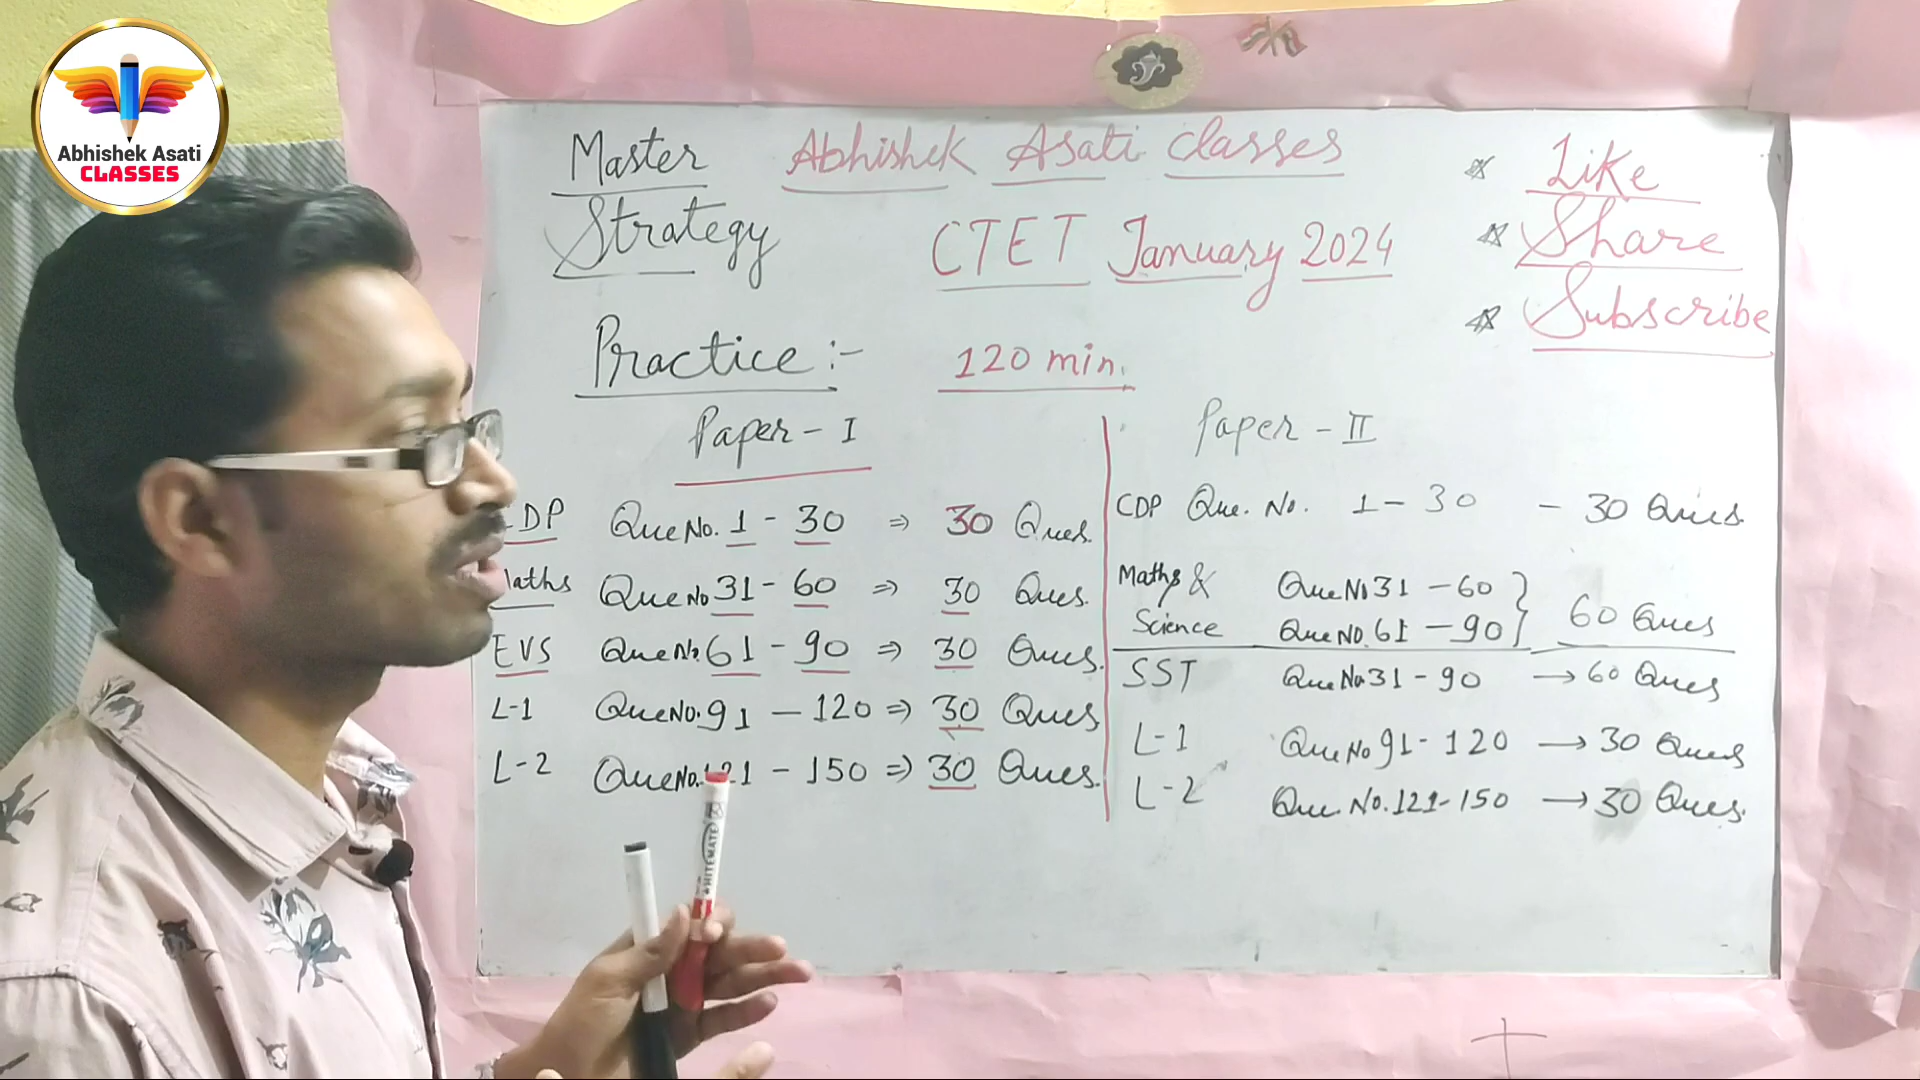 Abhishek Asati
CLASSES
Master Abhishek Asati Classes
Strategy CTET January 2024
* Like
* Share
* Subscribe
Practice :- 120 min.
Paper - I
DP Que No. 1 - 30 ⇒ 30 Ques.
aths Que No 31 - 60 ⇒ 30 Ques.
EVS Que No. 61 - 90 ⇒ 30 Ques.
L-1 Que No. 91 - 120 ⇒ 30 Ques
L-2 Que No. 121 - 150 ⇒ 30 Ques.
Paper - II
CDP Que. No. 1 - 30 - 30 Ques.
Maths & Que No 31 - 60
Science Que No. 61 - 90 } 60 Ques
SST Que No 31 - 90 → 60 Ques
L-1 Que No 91 - 120 → 30 Ques
L-2 Que. No. 121-150 → 30 Ques.
WHITEMATE